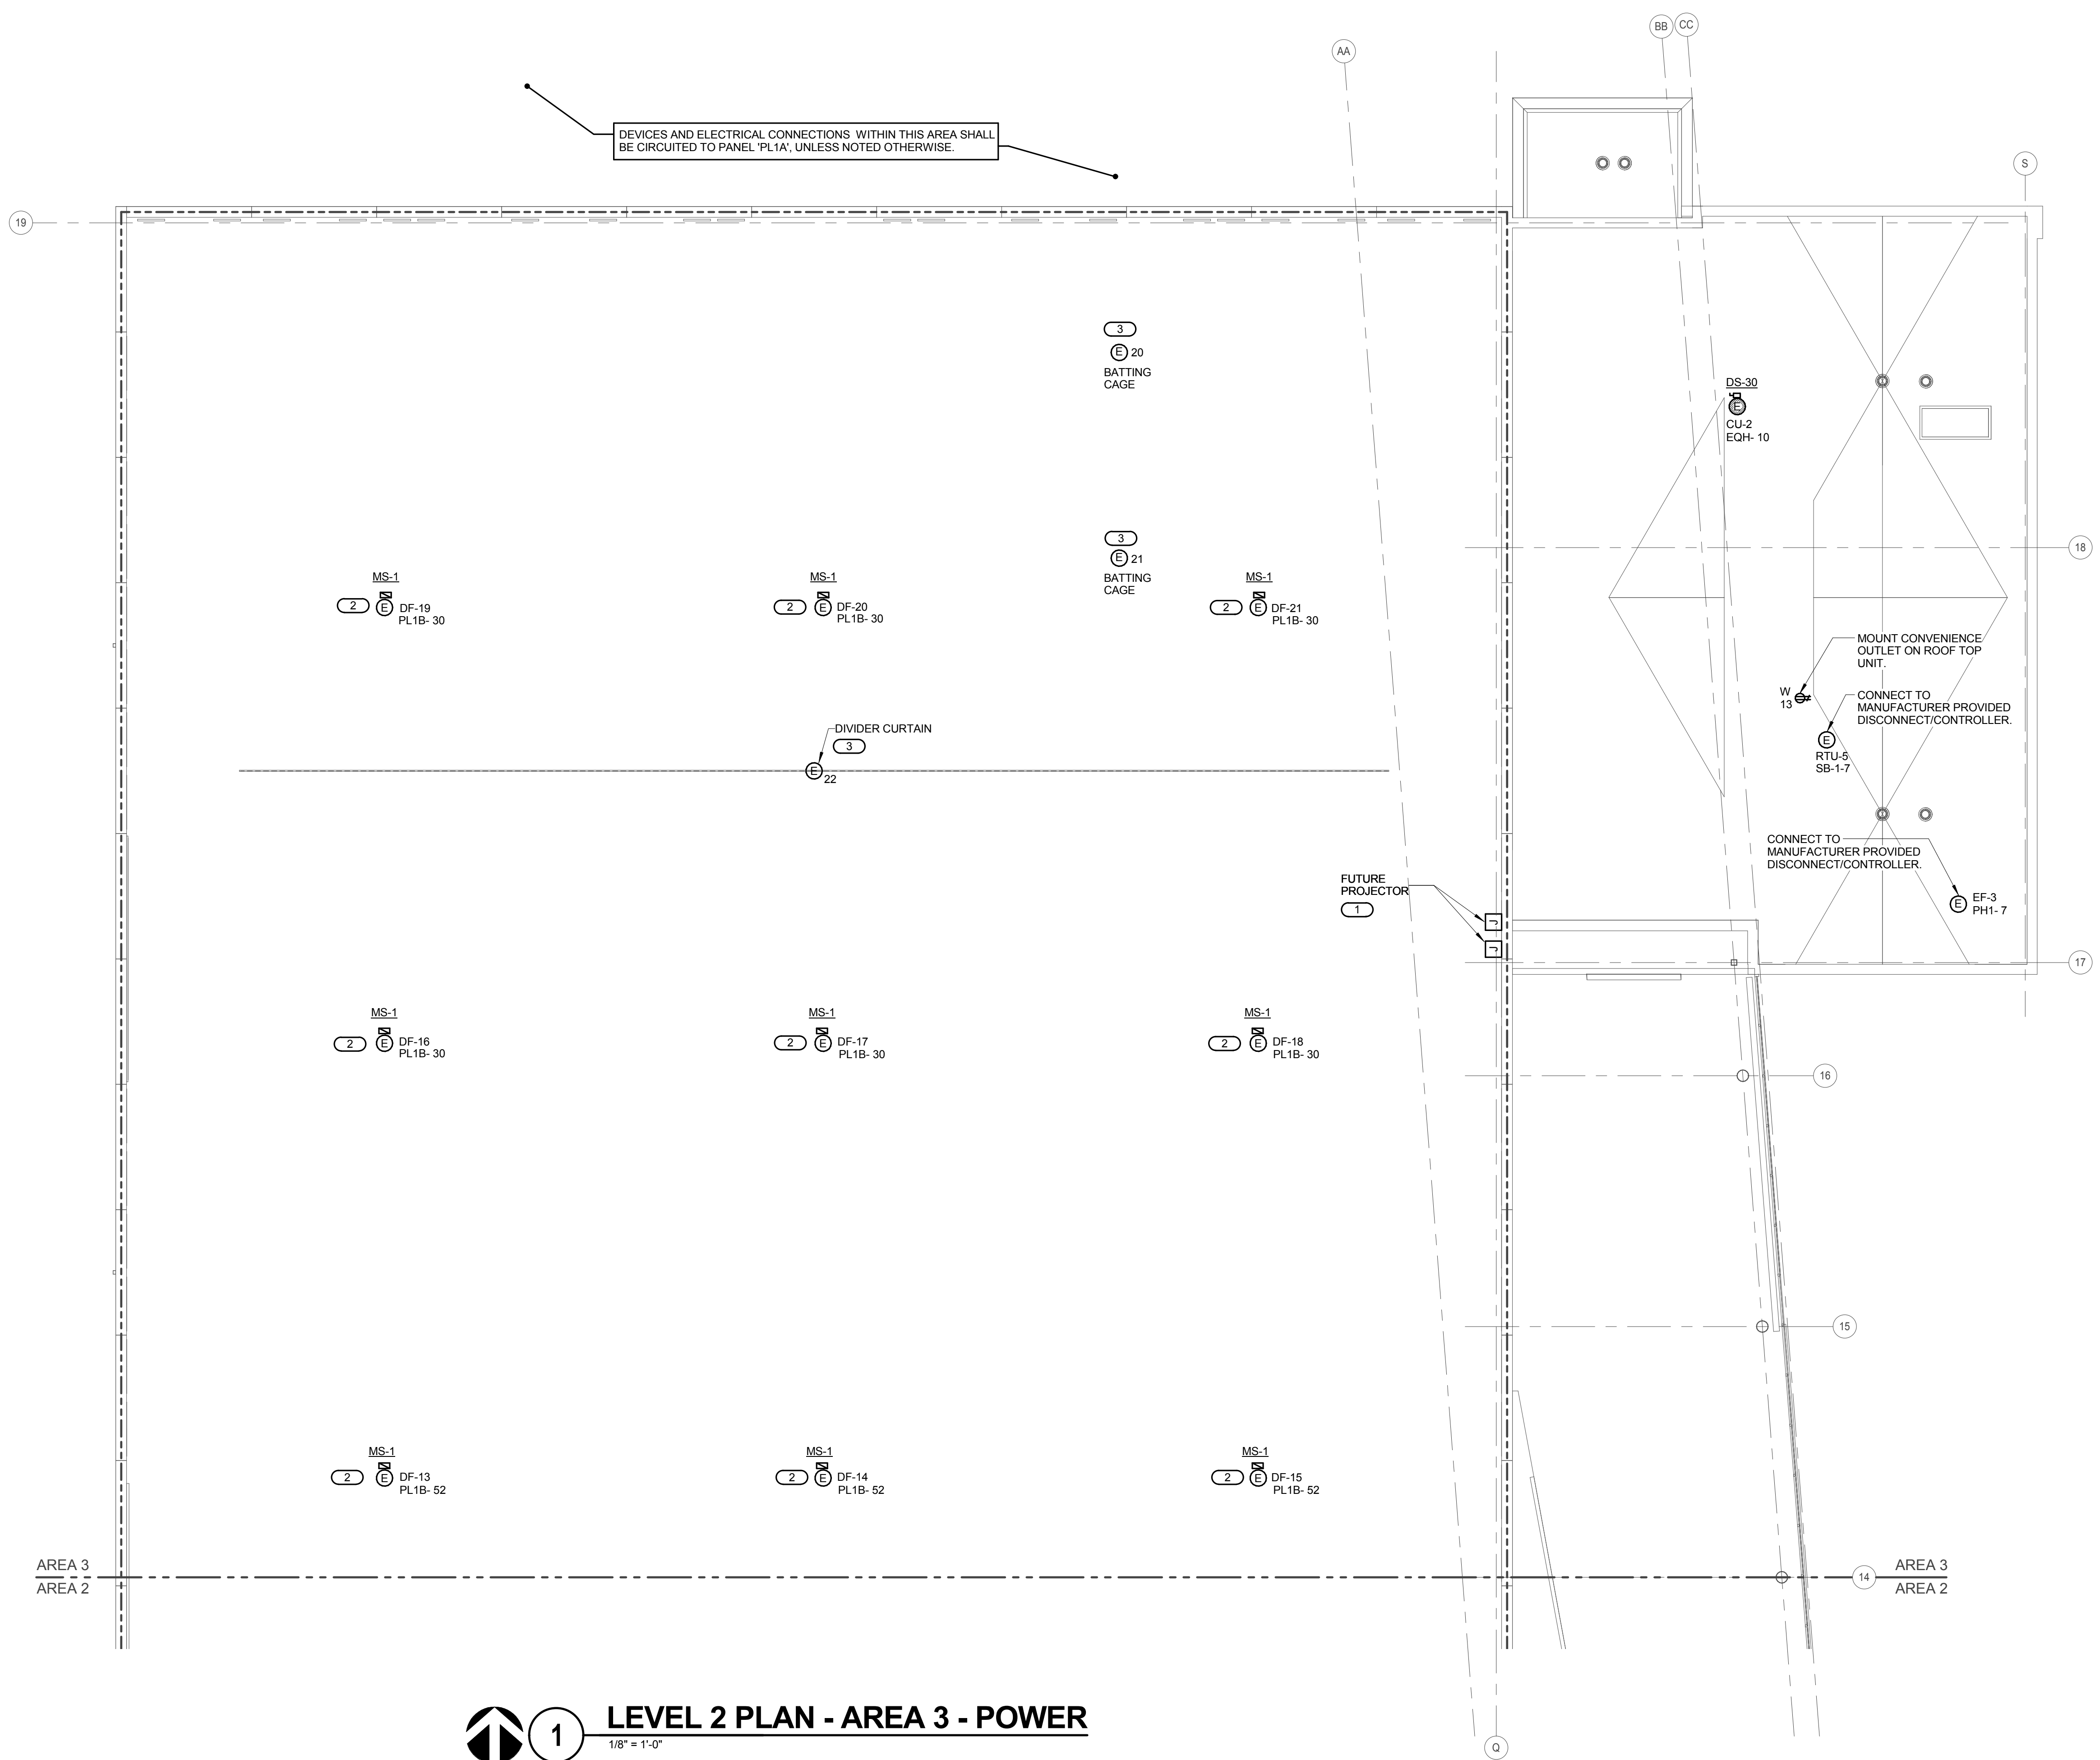 BB
CC
AA
DEVICES AND ELECTRICAL CONNECTIONS WITHIN THIS AREA SHALL
BE CIRCUITED TO PANEL 'PL1A', UNLESS NOTED OTHERWISE.
S
19
3
E 20
BATTING
CAGE
DS-30
E
CU-2
EQH- 10
3
E 21
BATTING
CAGE
18
MS-1
2 E DF-19
PL1B- 30
MS-1
2 E DF-20
PL1B- 30
MS-1
2 E DF-21
PL1B- 30
MOUNT CONVENIENCE
OUTLET ON ROOF TOP
UNIT.
W
13
CONNECT TO
MANUFACTURER PROVIDED
DISCONNECT/CONTROLLER.
E
RTU-5
SB-1-7
DIVIDER CURTAIN
3
E
22
CONNECT TO
MANUFACTURER PROVIDED
DISCONNECT/CONTROLLER.
E EF-3
PH1- 7
FUTURE
PROJECTOR
1
J
J
17
MS-1
2 E DF-16
PL1B- 30
MS-1
2 E DF-17
PL1B- 30
MS-1
2 E DF-18
PL1B- 30
16
15
MS-1
2 E DF-13
PL1B- 52
MS-1
2 E DF-14
PL1B- 52
MS-1
2 E DF-15
PL1B- 52
AREA 3
AREA 2
14
AREA 3
AREA 2
1
LEVEL 2 PLAN - AREA 3 - POWER
1/8" = 1'-0"
Q